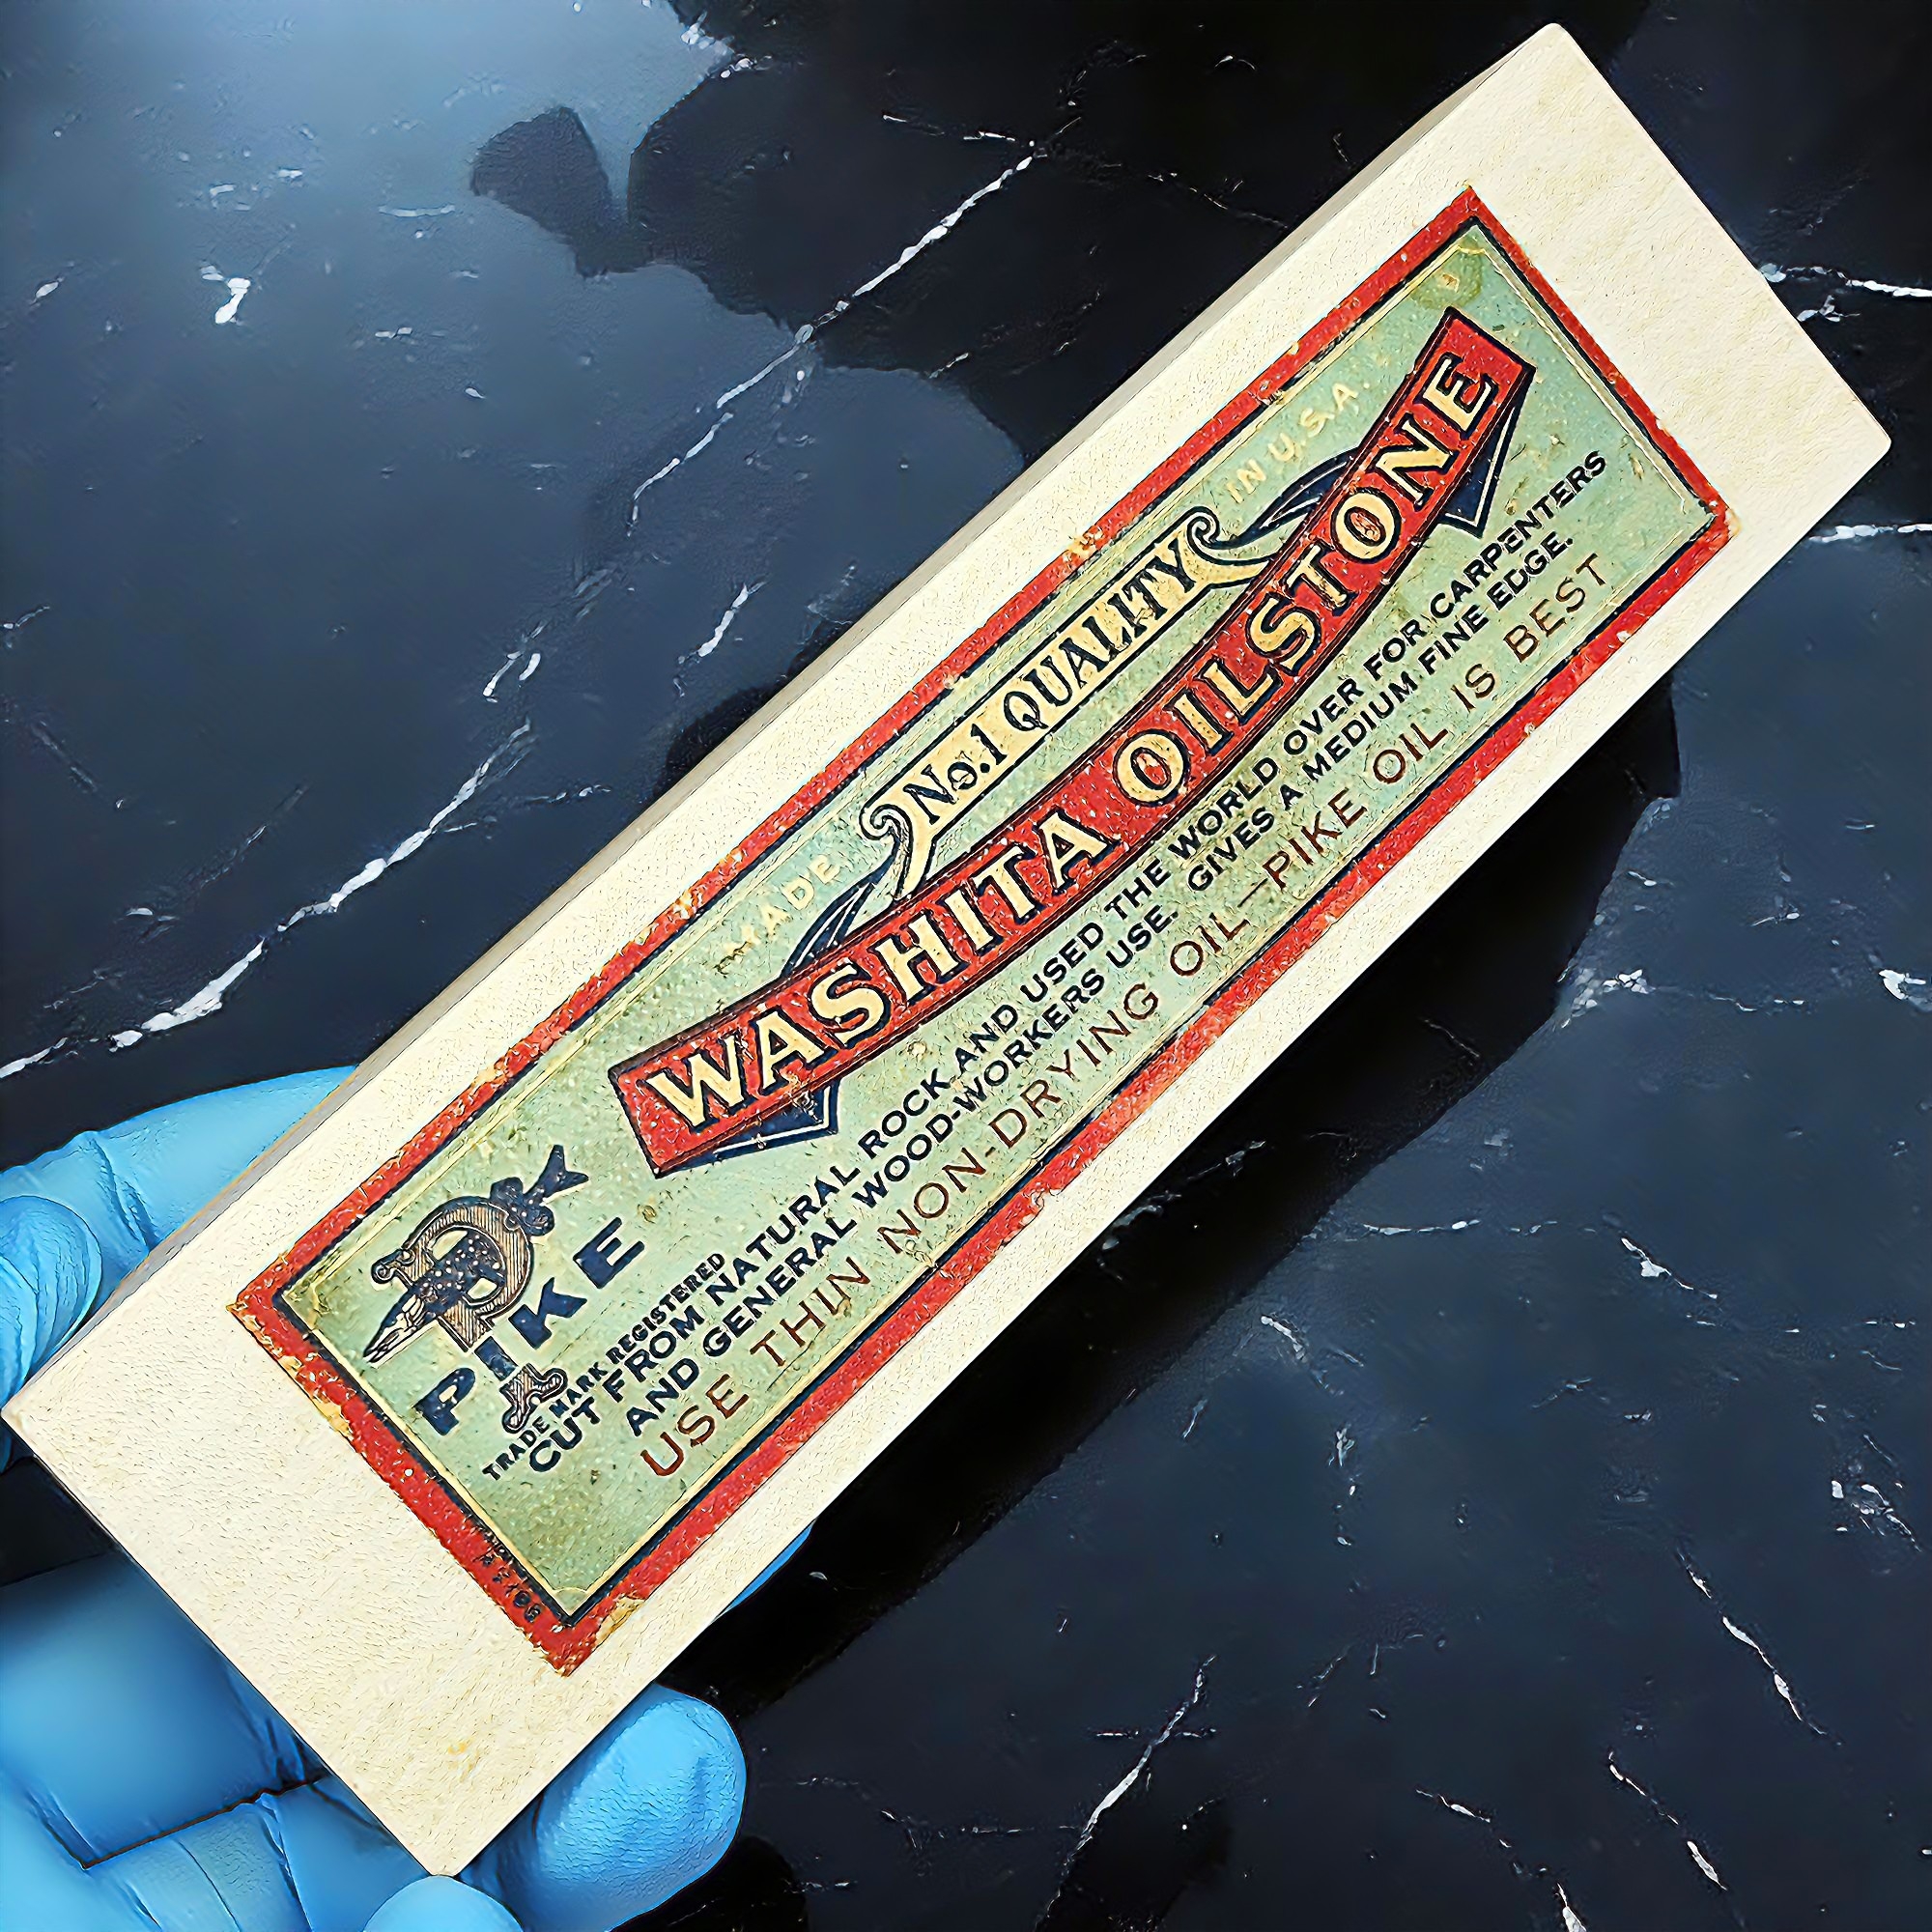 MADE IN U.S.A.
No.1 QUALITY
WASHITA OILSTONE
PIKE
TRADE MARK REGISTERED
CUT FROM NATURAL ROCK AND USED THE WORLD OVER FOR CARPENTERS
AND GENERAL WOOD-WORKERS USE. GIVES A MEDIUM FINE EDGE.
USE THIN NON-DRYING OIL—PIKE OIL IS BEST